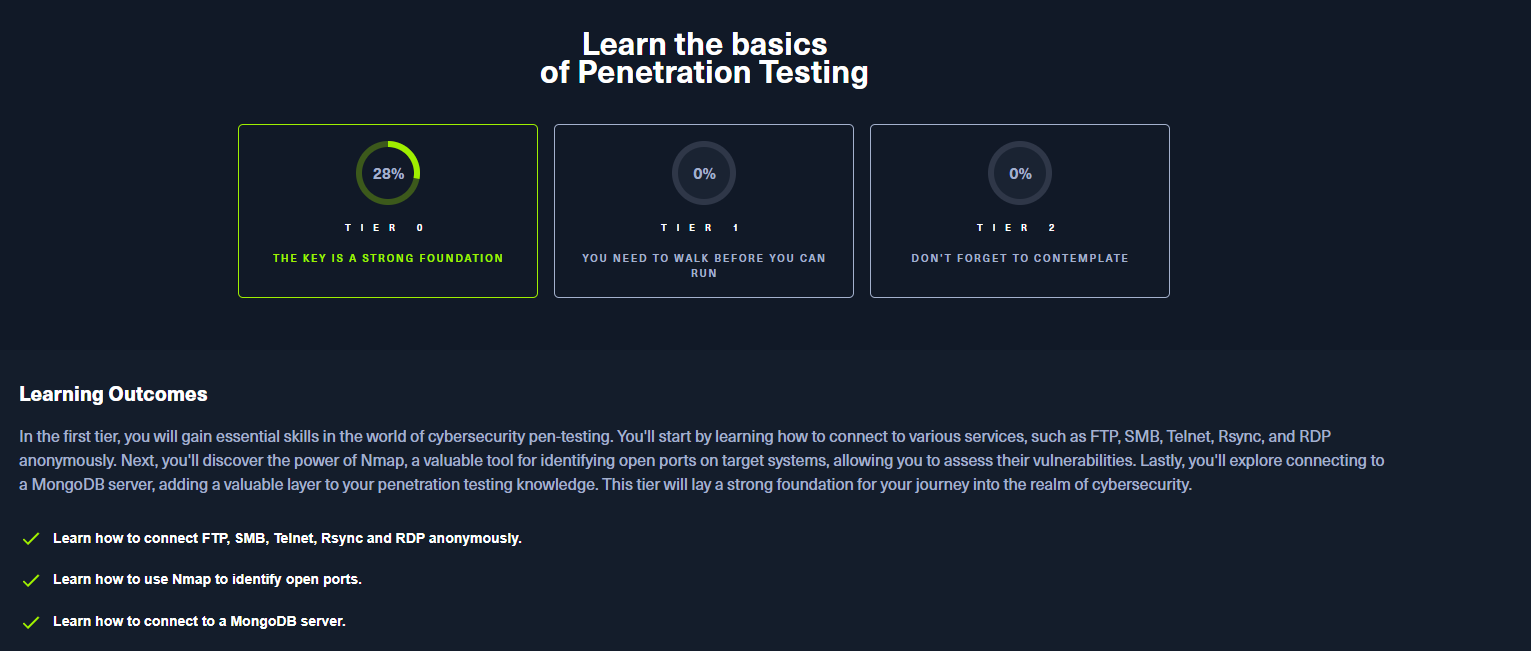 Learn the basics
of Penetration Testing
28%
TIER 0
THE KEY IS A STRONG FOUNDATION
0%
TIER 1
YOU NEED TO WALK BEFORE YOU CAN
RUN
0%
TIER 2
DON'T FORGET TO CONTEMPLATE
Learning Outcomes
In the first tier, you will gain essential skills in the world of cybersecurity pen-testing. You'll start by learning how to connect to various services, such as FTP, SMB, Telnet, Rsync, and RDP
anonymously. Next, you'll discover the power of Nmap, a valuable tool for identifying open ports on target systems, allowing you to assess their vulnerabilities. Lastly, you'll explore connecting to
a MongoDB server, adding a valuable layer to your penetration testing knowledge. This tier will lay a strong foundation for your journey into the realm of cybersecurity.
Learn how to connect FTP, SMB, Telnet, Rsync and RDP anonymously.
Learn how to use Nmap to identify open ports.
Learn how to connect to a MongoDB server.